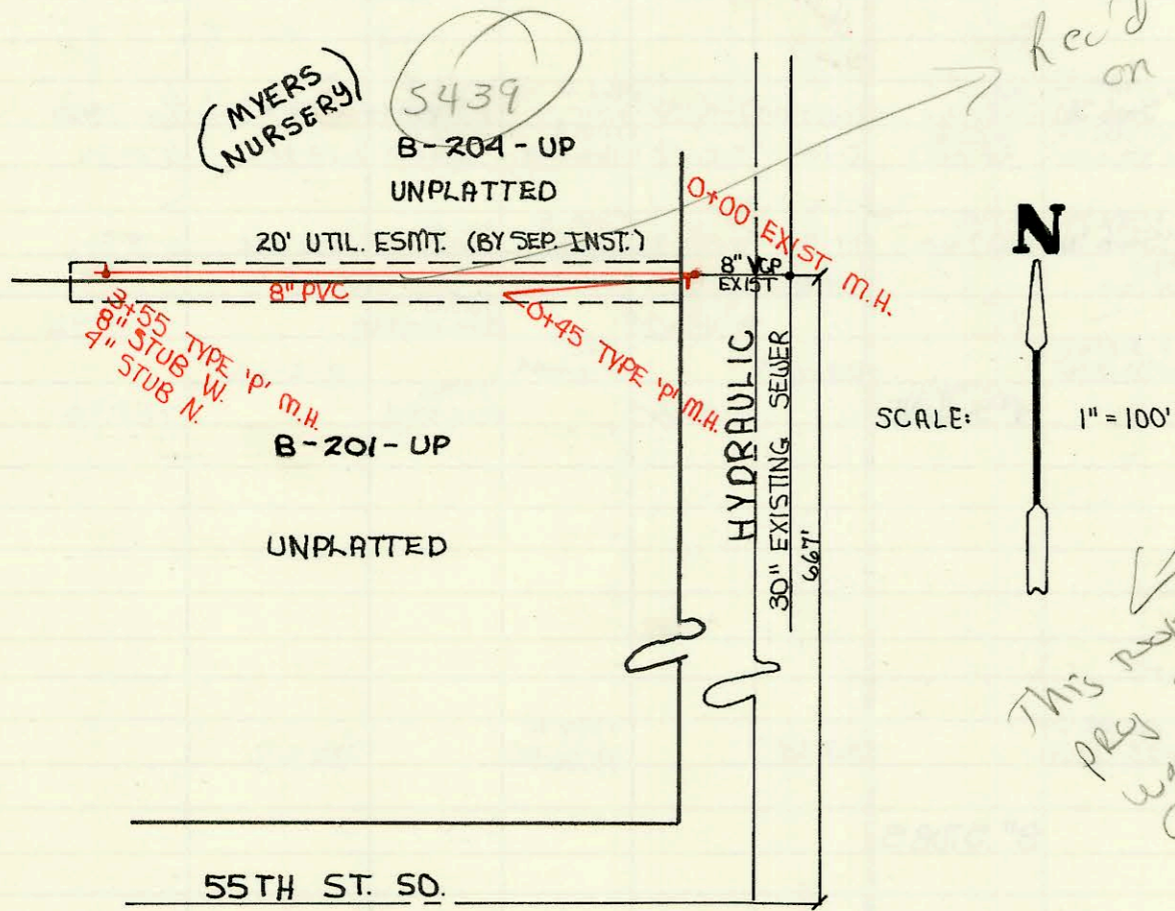 Rec'd
on
(MYERS
NURSERY)
5439
B-204-UP
UNPLATTED
20' UTIL. ESMT. (BY SEP. INST.)
0+00 EXIST M.H.
8" VCP
EXIST
8" PVC
0+45 TYPE 'P' M.H.
3+55 TYPE 'P' M.H.
8" STUB W.
4" STUB N.
B-201-UP
UNPLATTED
HYDRAULIC
30" EXISTING SEWER
667'
N
SCALE: 1" = 100'
This
proj
55TH ST. SO.